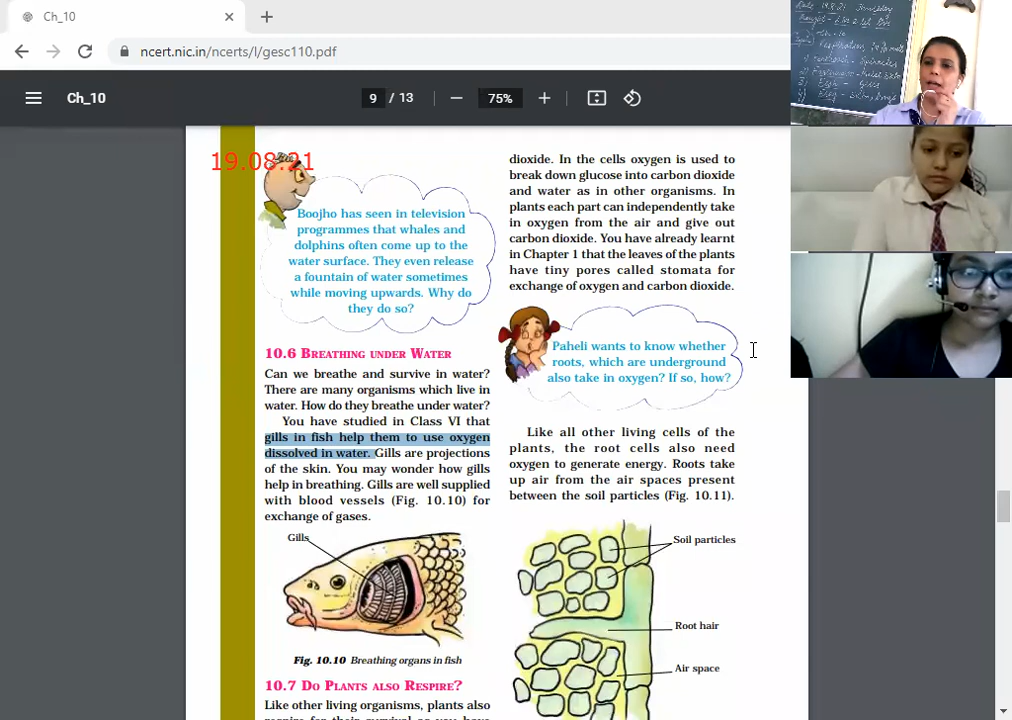 Ch_10
ncert.nic.in/ncerts/l/gesc110.pdf
Ch_10
9 / 13
75%
19.08.21
Boojho has seen in television
programmes that whales and
dolphins often come up to the
water surface. They even release
a fountain of water sometimes
while moving upwards. Why do
they do so?
10.6 BREATHING UNDER WATER
Can we breathe and survive in water?
There are many organisms which live in
water. How do they breathe under water?
You have studied in Class VI that
gills in fish help them to use oxygen
dissolved in water. Gills are projections
of the skin. You may wonder how gills
help in breathing. Gills are well supplied
with blood vessels (Fig. 10.10) for
exchange of gases.
Gills
Fig. 10.10 Breathing organs in fish
10.7 DO PLANTS ALSO RESPIRE?
Like other living organisms, plants also
respire for their survival as you have
dioxide. In the cells oxygen is used to
break down glucose into carbon dioxide
and water as in other organisms. In
plants each part can independently take
in oxygen from the air and give out
carbon dioxide. You have already learnt
in Chapter 1 that the leaves of the plants
have tiny pores called stomata for
exchange of oxygen and carbon dioxide.
Paheli wants to know whether
roots, which are underground
also take in oxygen? If so, how?
Like all other living cells of the
plants, the root cells also need
oxygen to generate energy. Roots take
up air from the air spaces present
between the soil particles (Fig. 10.11).
Soil particles
Root hair
Air space
Date 19.8.21